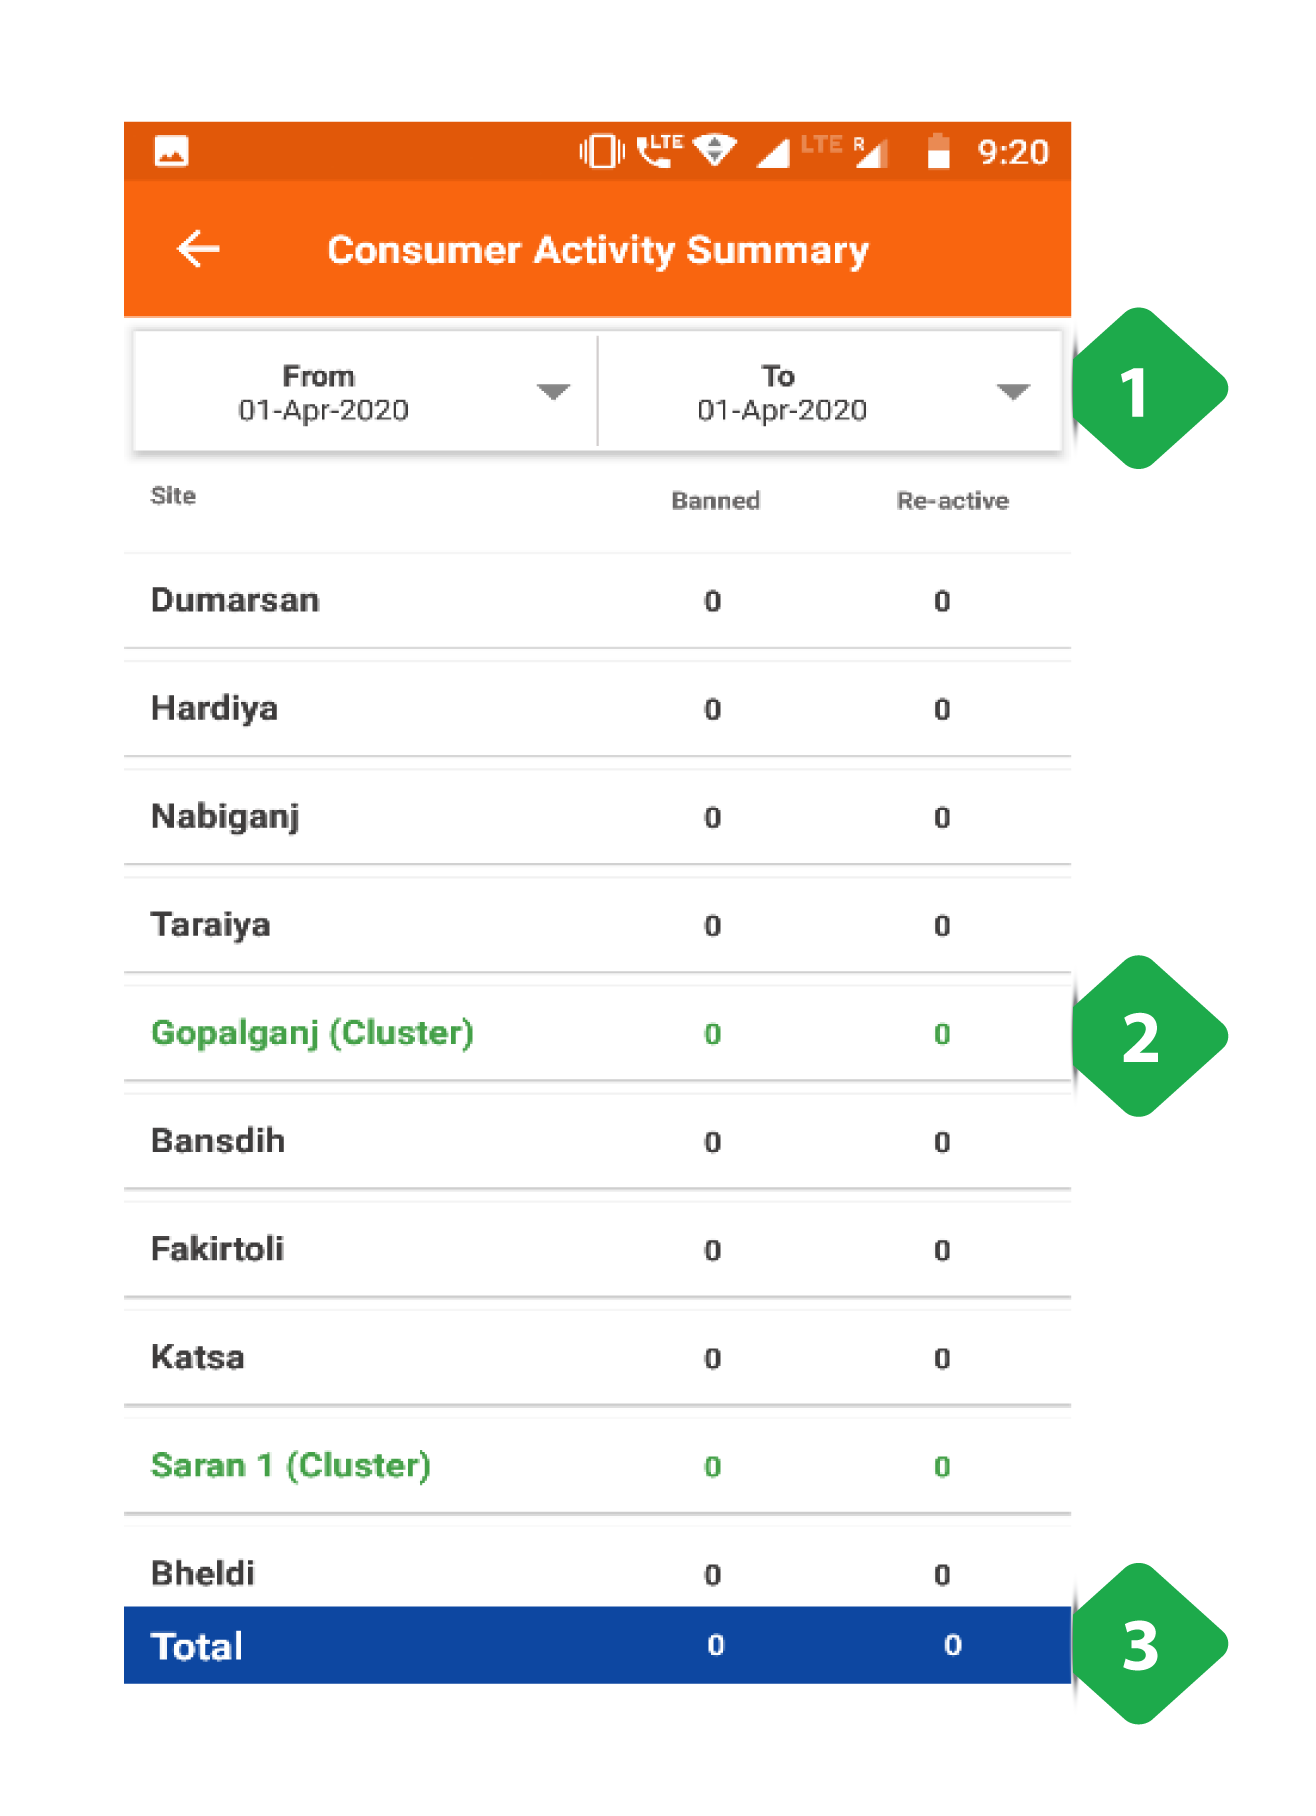 LTE LTE R 9:20
Consumer Activity Summary
From To
01-Apr-2020 01-Apr-2020
1
Site Banned Re-active
Dumarsan 0 0
Hardiya 0 0
Nabiganj 0 0
Taraiya 0 0
Gopalganj (Cluster) 0 0
2
Bansdih 0 0
Fakirtoli 0 0
Katsa 0 0
Saran 1 (Cluster) 0 0
Bheldi 0 0
Total 0 0
3